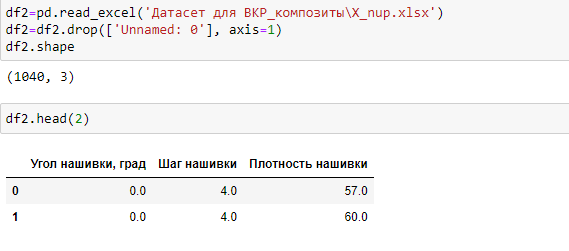 df2=pd.read_excel('Датасет для ВКР_композиты\X_nup.xlsx')
df2=df2.drop(['Unnamed: 0'], axis=1)
df2.shape
(1040, 3)
df2.head(2)
Угол нашивки, град Шаг нашивки Плотность нашивки
0 0.0 4.0 57.0
1 0.0 4.0 60.0